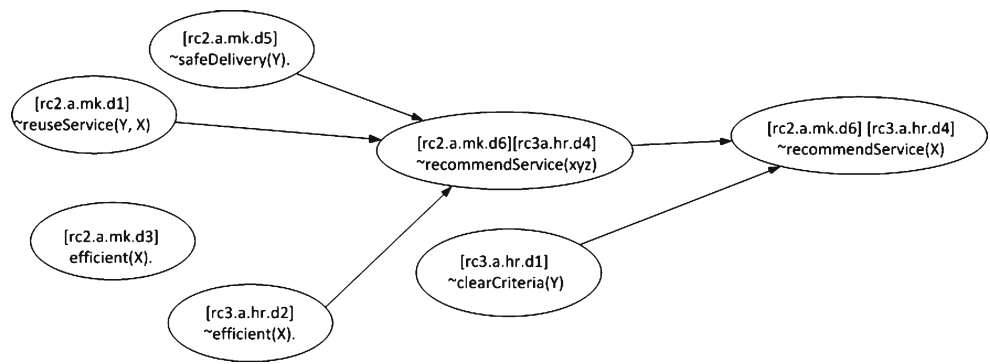 [rc2.a.mk.d5]
~safeDelivery(Y).
[rc2.a.mk.d1]
~reuseService(Y, X)
[rc2.a.mk.d6][rc3a.hr.d4]
~recommendService(xyz)
[rc2.a.mk.d6] [rc3.a.hr.d4]
~recommendService(X)
[rc2.a.mk.d3]
efficient(X).
[rc3.a.hr.d1]
~clearCriteria(Y)
[rc3.a.hr.d2]
~efficient(X).